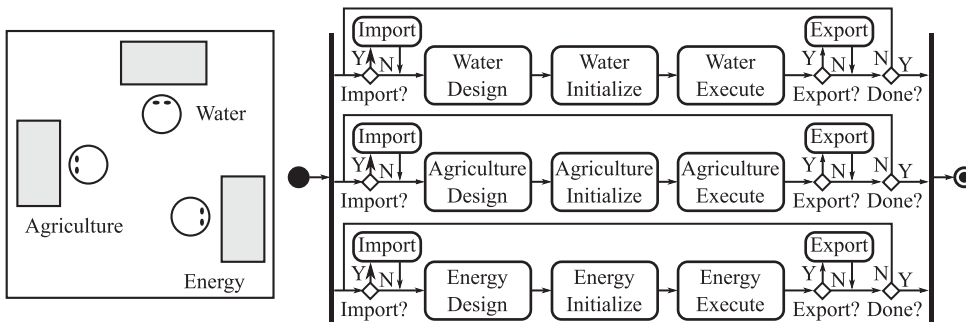 Water
Agriculture
Energy
Import
Export
Y
N
Water
Design
Water
Initialize
Water
Execute
Y
N
N
Y
Import?
Export?
Done?
Import
Export
Y
N
Agriculture
Design
Agriculture
Initialize
Agriculture
Execute
Y
N
N
Y
Import?
Export?
Done?
Import
Export
Y
N
Energy
Design
Energy
Initialize
Energy
Execute
Y
N
N
Y
Import?
Export?
Done?